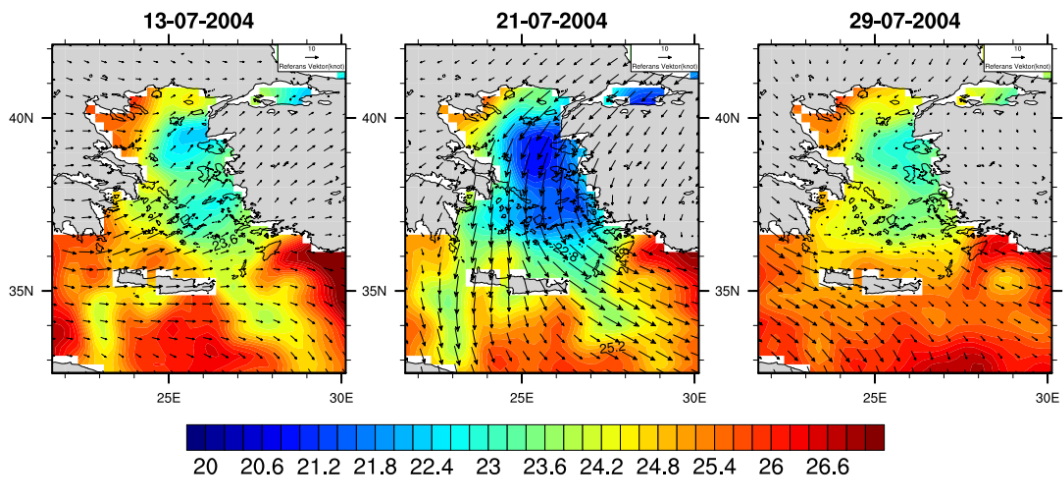 13-07-2004
21-07-2004
29-07-2004
10
Referans Vektor(knot)
10
Referans Vektor(knot)
10
Referans Vektor(knot)
40N
35N
40N
35N
40N
35N
23.6
25.2
25E
30E
25E
30E
25E
30E
20 20.6 21.2 21.8 22.4 23 23.6 24.2 24.8 25.4 26 26.6